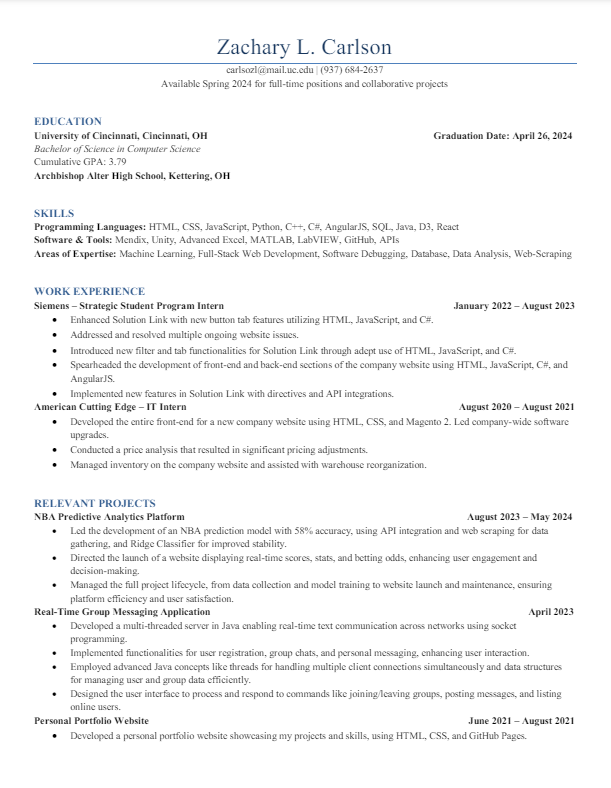 Zachary L. Carlson
carlsozl@mail.uc.edu | (937) 684-2637
Available Spring 2024 for full-time positions and collaborative projects
EDUCATION
University of Cincinnati, Cincinnati, OH Graduation Date: April 26, 2024
Bachelor of Science in Computer Science
Cumulative GPA: 3.79
Archbishop Alter High School, Kettering, OH
SKILLS
Programming Languages: HTML, CSS, JavaScript, Python, C++, C#, AngularJS, SQL, Java, D3, React
Software & Tools: Mendix, Unity, Advanced Excel, MATLAB, LabVIEW, GitHub, APIs
Areas of Expertise: Machine Learning, Full-Stack Web Development, Software Debugging, Database, Data Analysis, Web-Scraping
WORK EXPERIENCE
Siemens – Strategic Student Program Intern January 2022 – August 2023
• Enhanced Solution Link with new button tab features utilizing HTML, JavaScript, and C#.
• Addressed and resolved multiple ongoing website issues.
• Introduced new filter and tab functionalities for Solution Link through adept use of HTML, JavaScript, and C#.
• Spearheaded the development of front-end and back-end sections of the company website using HTML, JavaScript, C#, and
AngularJS.
• Implemented new features in Solution Link with directives and API integrations.
American Cutting Edge – IT Intern August 2020 – August 2021
• Developed the entire front-end for a new company website using HTML, CSS, and Magento 2. Led company-wide software
upgrades.
• Conducted a price analysis that resulted in significant pricing adjustments.
• Managed inventory on the company website and assisted with warehouse reorganization.
RELEVANT PROJECTS
NBA Predictive Analytics Platform August 2023 – May 2024
• Led the development of an NBA prediction model with 58% accuracy, using API integration and web scraping for data
gathering, and Ridge Classifier for improved stability.
• Directed the launch of a website displaying real-time scores, stats, and betting odds, enhancing user engagement and
decision-making.
• Managed the full project lifecycle, from data collection and model training to website launch and maintenance, ensuring
platform efficiency and user satisfaction.
Real-Time Group Messaging Application April 2023
• Developed a multi-threaded server in Java enabling real-time text communication across networks using socket
programming.
• Implemented functionalities for user registration, group chats, and personal messaging, enhancing user interaction.
• Employed advanced Java concepts like threads for handling multiple client connections simultaneously and data structures
for managing user and group data efficiently.
• Designed the user interface to process and respond to commands like joining/leaving groups, posting messages, and listing
online users.
Personal Portfolio Website June 2021 – August 2021
• Developed a personal portfolio website showcasing my projects and skills, using HTML, CSS, and GitHub Pages.